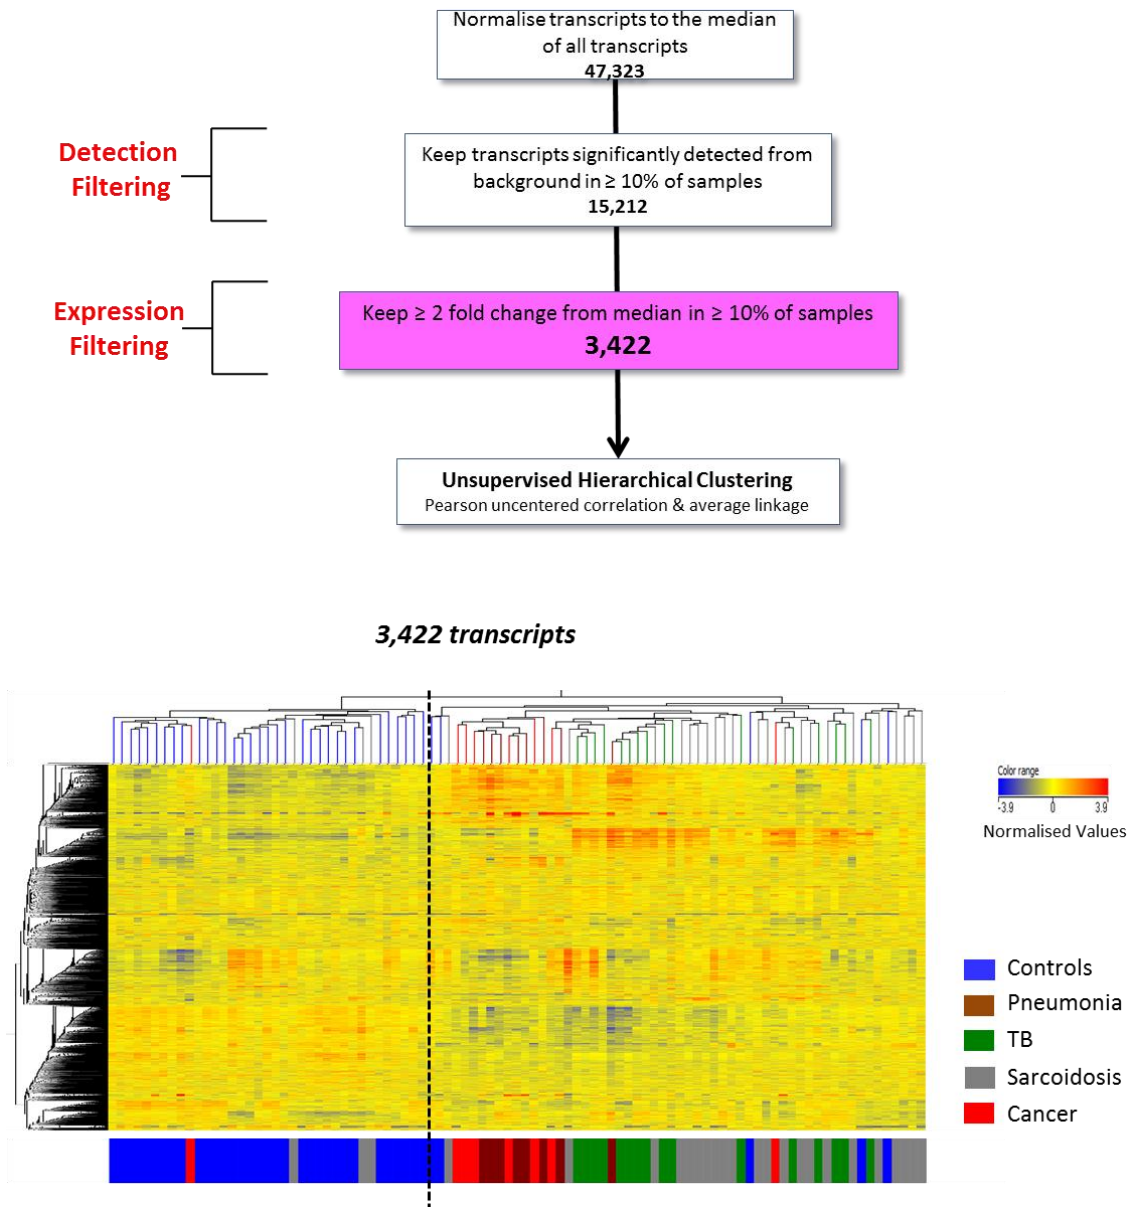 Normalise transcripts to the median
of all transcripts
47,323
Detection
Filtering
Keep transcripts significantly detected from
background in ≥ 10% of samples
15,212
Expression
Filtering
Keep ≥ 2 fold change from median in ≥ 10% of samples
3,422
Unsupervised Hierarchical Clustering
Pearson uncentered correlation & average linkage
3,422 transcripts
Color range
-3.9 0 3.9
Normalised Values
Controls
Pneumonia
TB
Sarcoidosis
Cancer